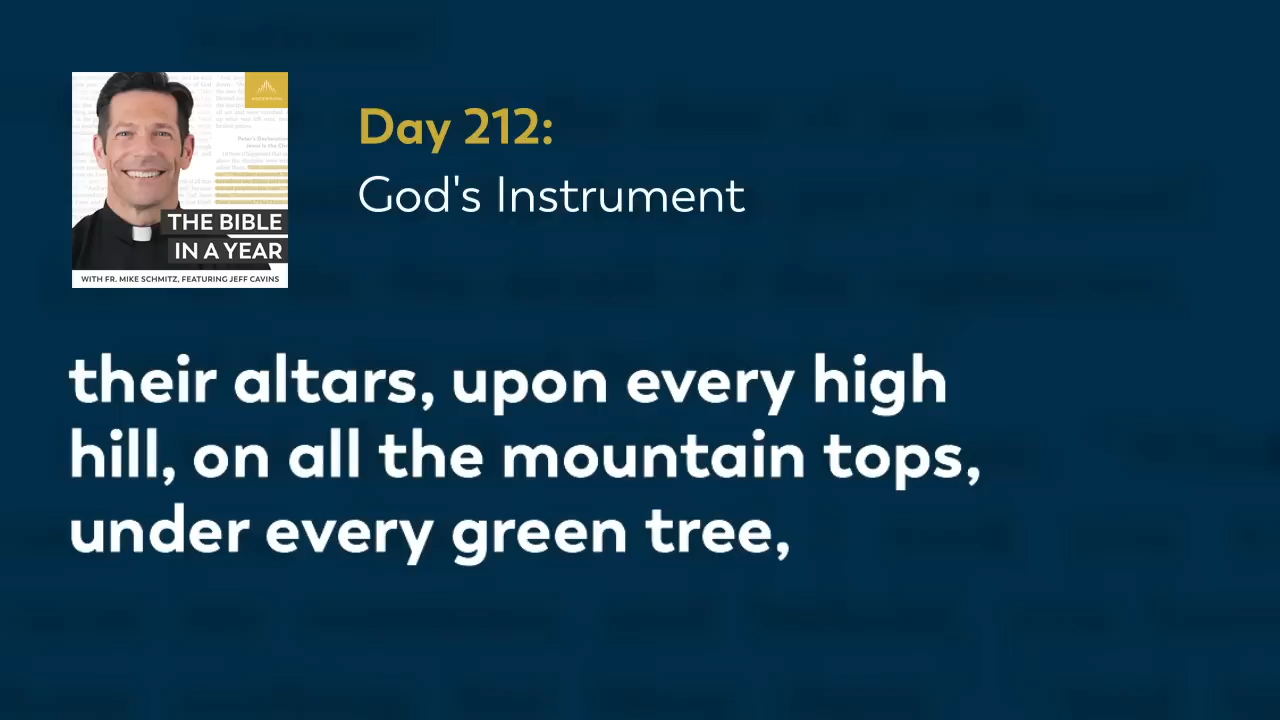 Day 212:
God's Instrument
THE BIBLE
IN A YEAR
WITH FR. MIKE SCHMITZ, FEATURING JEFF CAVINS
their altars, upon every high
hill, on all the mountain tops,
under every green tree,